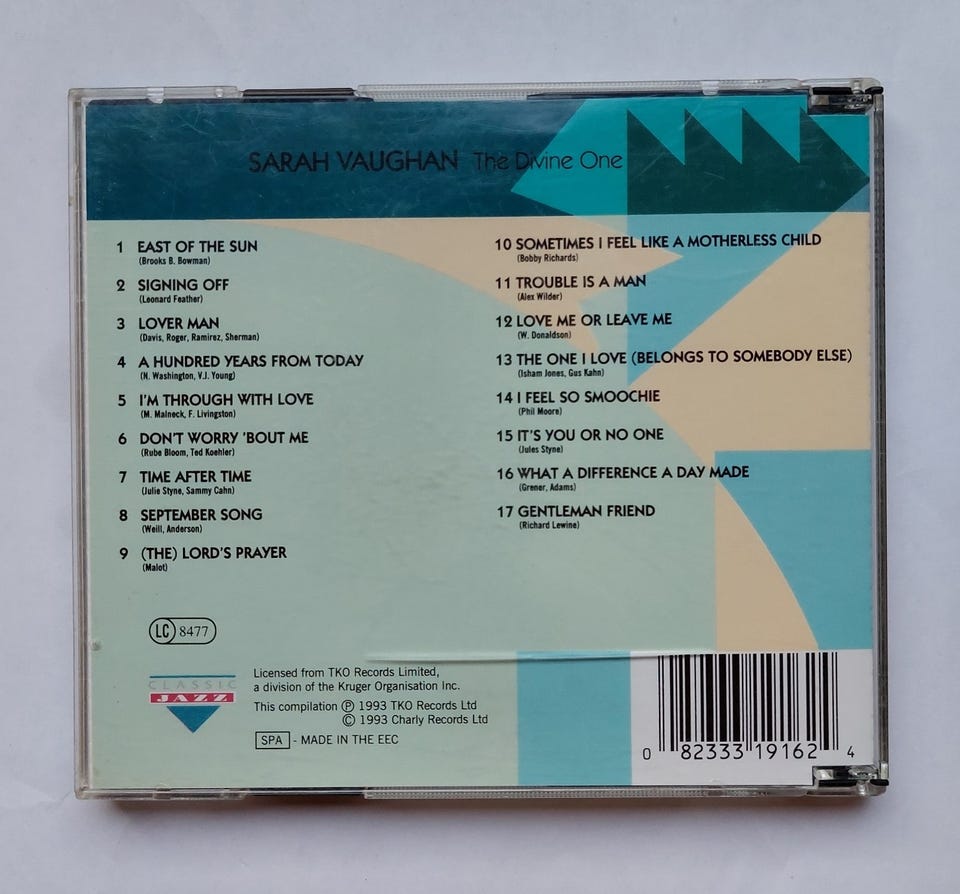 SARAH VAUGHAN The Divine One
1 EAST OF THE SUN
(Brooks B. Bowman)
2 SIGNING OFF
(Leonard Feather)
3 LOVER MAN
(Davis, Roger, Ramirez, Sherman)
4 A HUNDRED YEARS FROM TODAY
(N. Washington, V.J. Young)
5 I'M THROUGH WITH LOVE
(M. Malneck, F. Livingston)
6 DON'T WORRY 'BOUT ME
(Rube Bloom, Ted Koehler)
7 TIME AFTER TIME
(Julie Styne, Sammy Cahn)
8 SEPTEMBER SONG
(Weill, Anderson)
9 (THE) LORD'S PRAYER
(Malot)
10 SOMETIMES I FEEL LIKE A MOTHERLESS CHILD
(Bobby Richards)
11 TROUBLE IS A MAN
(Alex Wilder)
12 LOVE ME OR LEAVE ME
(W. Donaldson)
13 THE ONE I LOVE (BELONGS TO SOMEBODY ELSE)
(Isham Jones, Gus Kahn)
14 I FEEL SO SMOOCHIE
(Phil Moore)
15 IT'S YOU OR NO ONE
(Jules Styne)
16 WHAT A DIFFERENCE A DAY MADE
(Grener, Adams)
17 GENTLEMAN FRIEND
(Richard Lewine)
LC 8477
CLASSIC
JAZZ
Licensed from TKO Records Limited,
a division of the Kruger Organisation Inc.
This compilation ℗ 1993 TKO Records Ltd
© 1993 Charly Records Ltd
SPA - MADE IN THE EEC
0 82333 19162 4